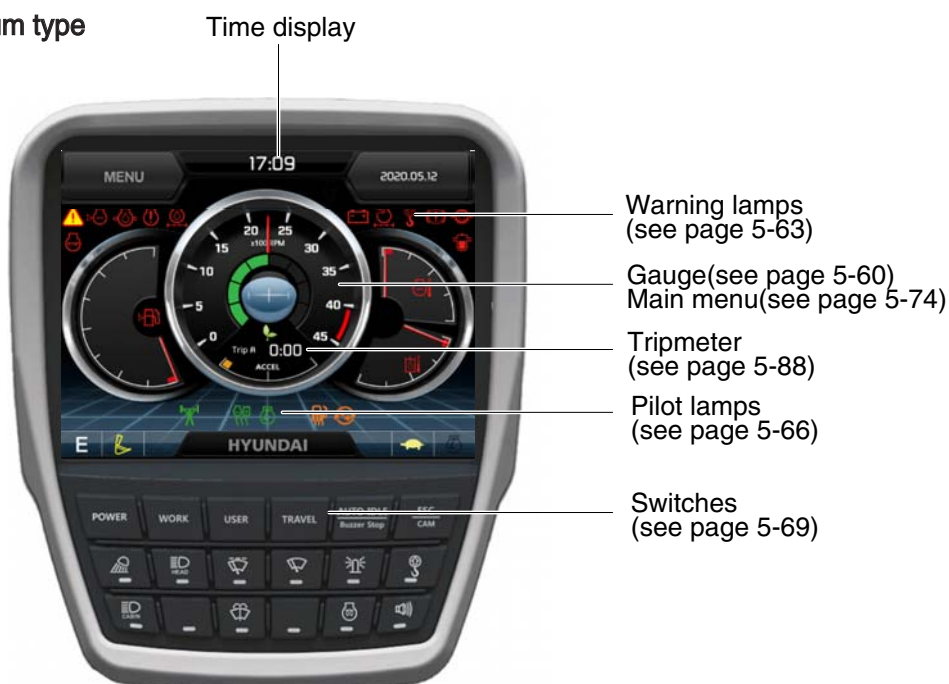 um type
Time display
17:09
MENU
2020.05.12
Warning lamps
(see page 5-63)
20 25
x100 RPM
15 30
10 35
Gauge(see page 5-60)
Main menu(see page 5-74)
5 40
0 45
Trip A 0:00
ACCEL
Tripmeter
(see page 5-88)
Pilot lamps
(see page 5-66)
E
HYUNDAI
Switches
(see page 5-69)
POWER
WORK
USER
TRAVEL
AUTO IDLE
Buzzer Stop
ESC
CAM
HEAD
CABIN